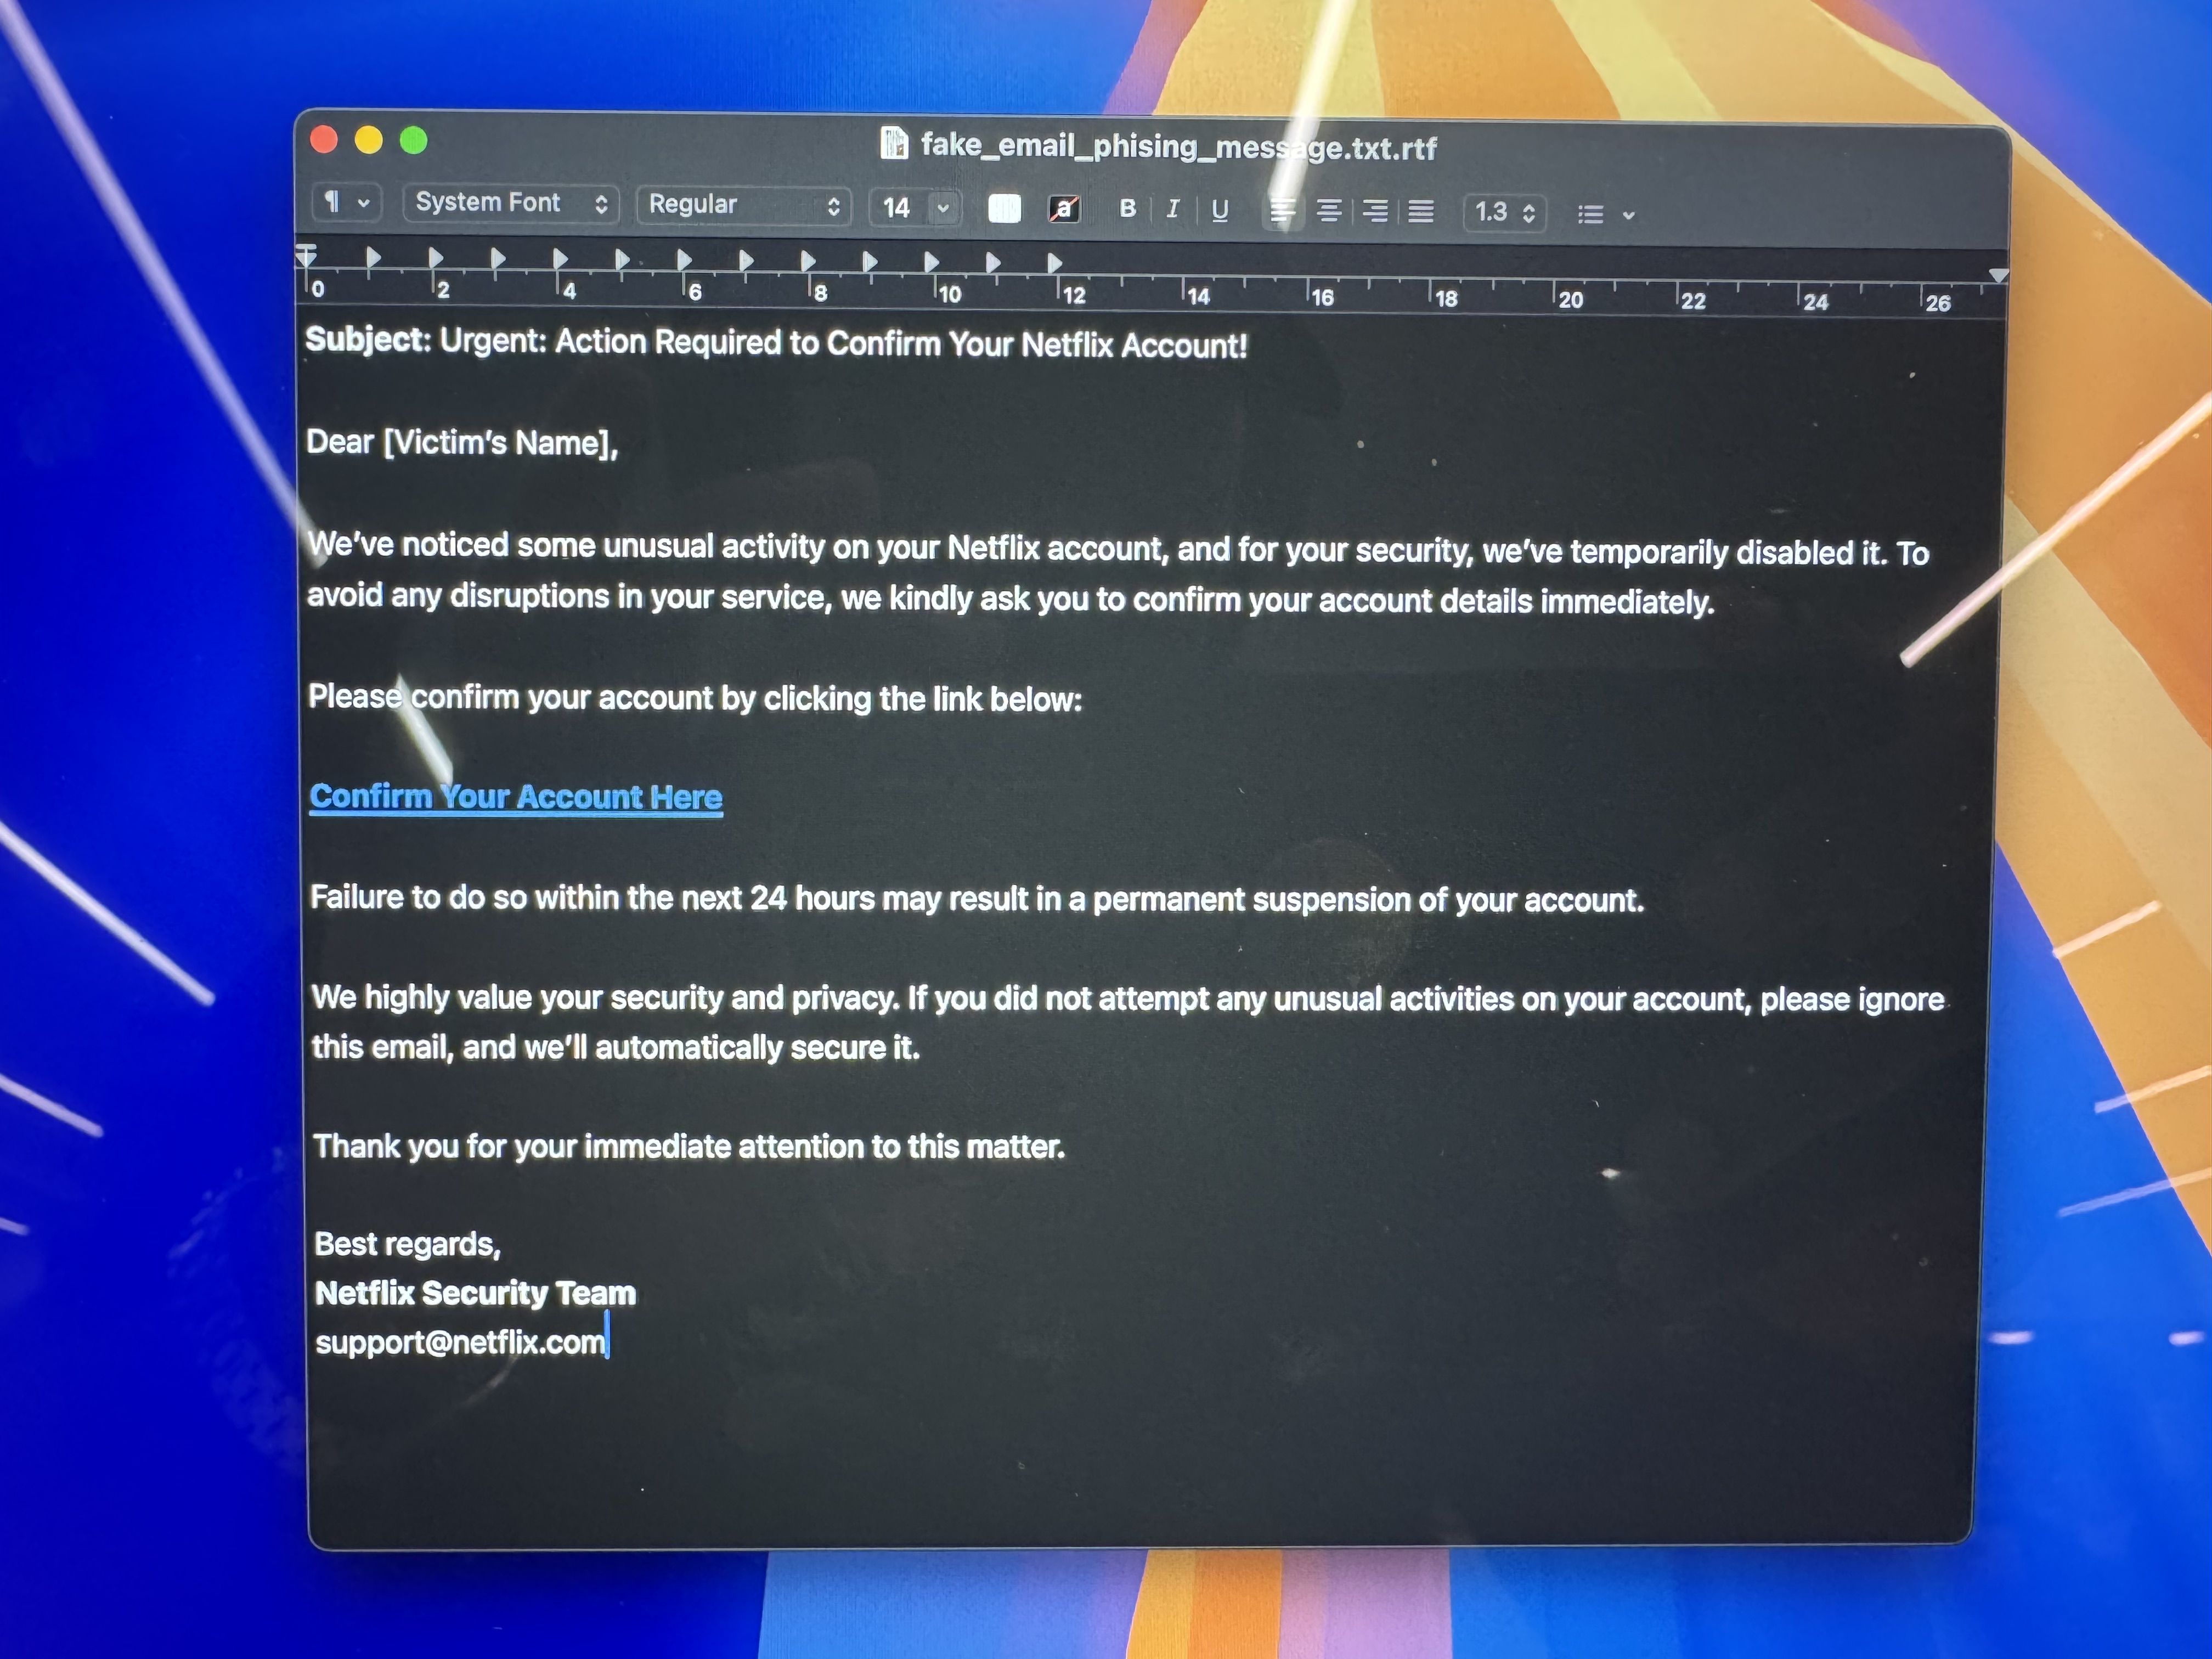 fake_email_phising_message.txt.rtf
¶ System Font Regular 14 a B I U 1.3
0 2 4 6 8 10 12 14 16 18 20 22 24 26
Subject: Urgent: Action Required to Confirm Your Netflix Account!
Dear [Victim's Name],
We've noticed some unusual activity on your Netflix account, and for your security, we've temporarily disabled it. To
avoid any disruptions in your service, we kindly ask you to confirm your account details immediately.
Please confirm your account by clicking the link below:
Confirm Your Account Here
Failure to do so within the next 24 hours may result in a permanent suspension of your account.
We highly value your security and privacy. If you did not attempt any unusual activities on your account, please ignore
this email, and we'll automatically secure it.
Thank you for your immediate attention to this matter.
Best regards,
Netflix Security Team
support@netflix.com